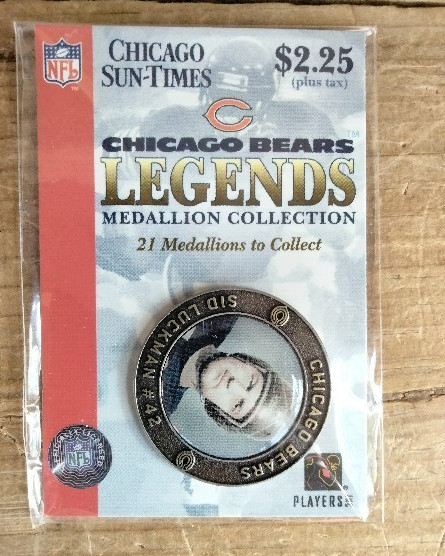 NFL
CHICAGO
SUN-TIMES
$2.25
(plus tax)
C
CHICAGO BEARS
LEGENDS
MEDALLION COLLECTION
21 Medallions to Collect
SID LUCKMAN #42
CHICAGO BEARS
NFL
PLAYERS